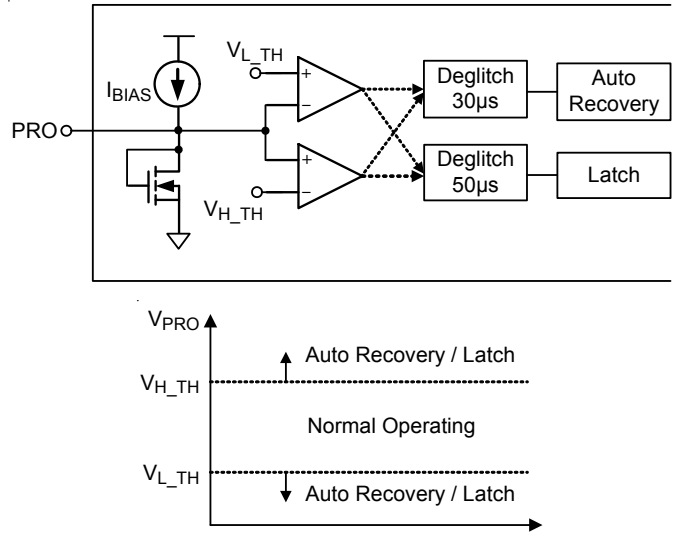 V_L_TH
I_BIAS
PRO
+
−
+
−
V_H_TH
Deglitch
30μs
Auto
Recovery
Deglitch
50μs
Latch
V_PRO
Auto Recovery / Latch
V_H_TH
Normal Operating
V_L_TH
Auto Recovery / Latch